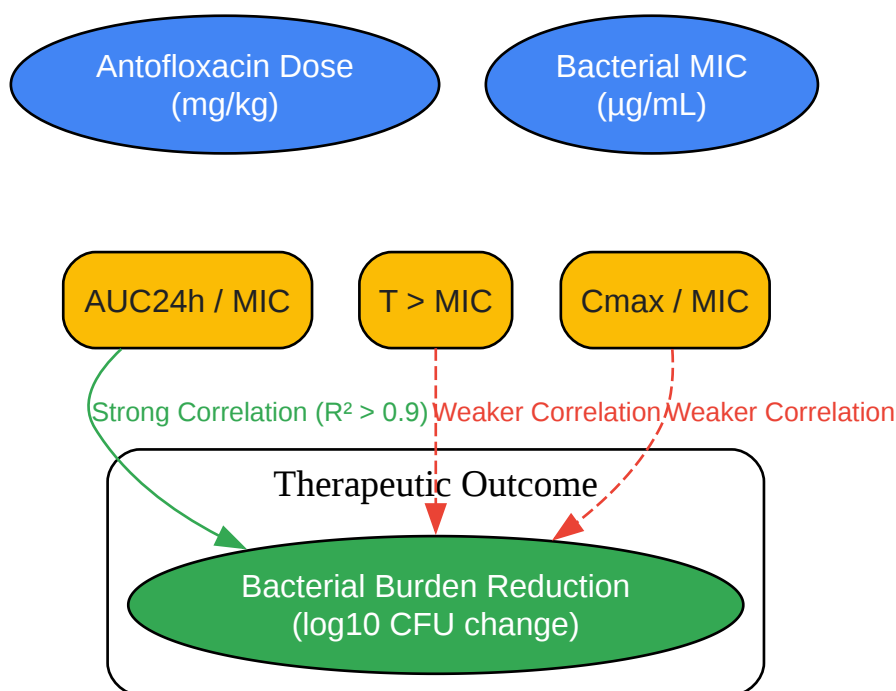 Antofloxacin Dose
(mg/kg)
Bacterial MIC
(µg/mL)
AUC24h / MIC
T > MIC
Cmax / MIC
Strong Correlation (R² > 0.9)
Weaker Correlation
Weaker Correlation
Therapeutic Outcome
Bacterial Burden Reduction
(log10 CFU change)